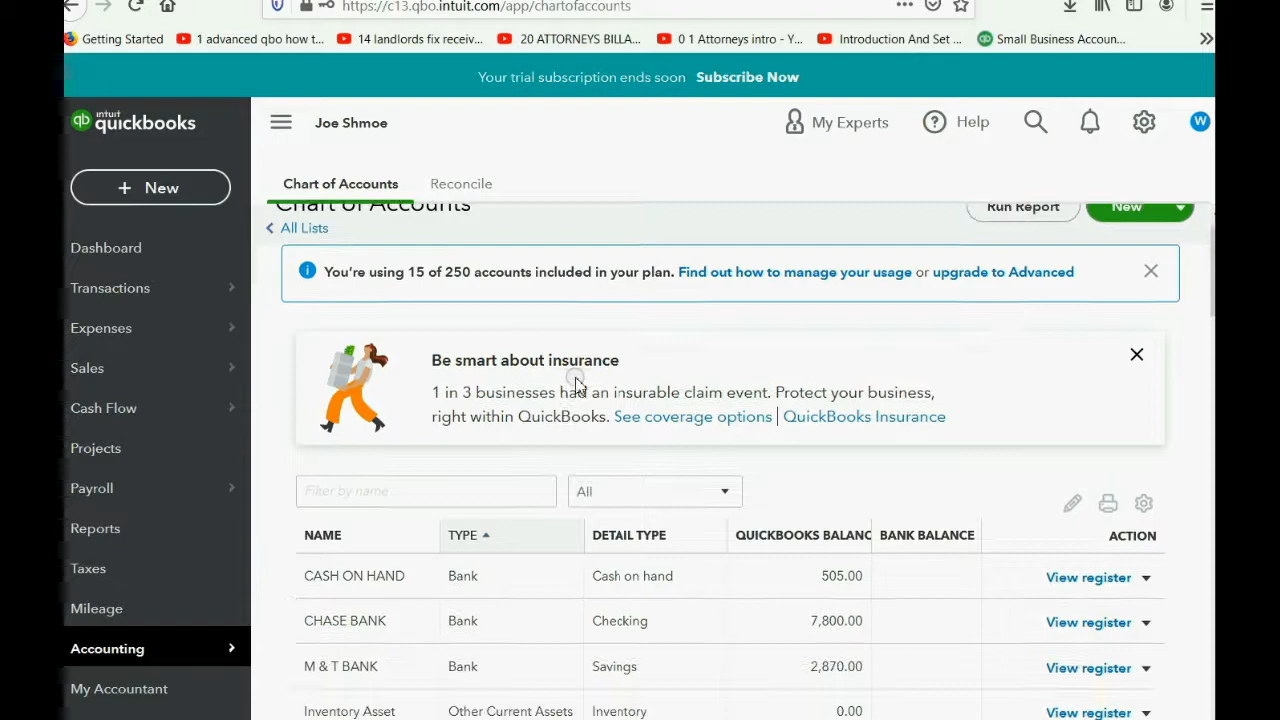 https://c13.qbo.intuit.com/app/chartofaccounts
Getting Started
1 advanced qbo how t...
14 landlords fix receiv...
20 ATTORNEYS BILLA...
0 1 Attorneys intro - Y...
Introduction And Set ...
Small Business Accoun...
Your trial subscription ends soon Subscribe Now
intuit
quickbooks
Joe Shmoe
My Experts
Help
W
+ New
Chart of Accounts
Reconcile
Chart of Accounts
Run Report
New
All Lists
You're using 15 of 250 accounts included in your plan. Find out how to manage your usage or upgrade to Advanced
Be smart about insurance
1 in 3 businesses had an insurable claim event. Protect your business,
right within QuickBooks. See coverage options | QuickBooks Insurance
Dashboard
Transactions
Expenses
Sales
Cash Flow
Projects
Payroll
Reports
Taxes
Mileage
Accounting
My Accountant
Filter by name
All
NAME TYPE DETAIL TYPE QUICKBOOKS BALANC BANK BALANCE ACTION
CASH ON HAND Bank Cash on hand 505.00 View register
CHASE BANK Bank Checking 7,800.00 View register
M & T BANK Bank Savings 2,870.00 View register
Inventory Asset Other Current Assets Inventory 0.00 View register